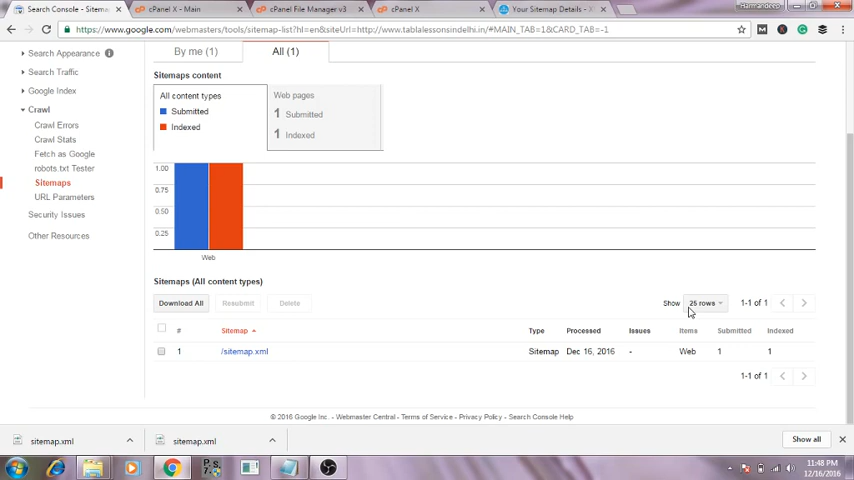 Search Console - Sitema
cPanel X - Main
cPanel File Manager v3
cPanel X
Your Sitemap Details - X
Harmandeep
https://www.google.com/webmasters/tools/sitemap-list?hl=en&siteUrl=http://www.tablalessonsindelhi.in/#MAIN_TAB=1&CARD_TAB=-1
Search Appearance
Search Traffic
Google Index
Crawl
Crawl Errors
Crawl Stats
Fetch as Google
robots.txt Tester
Sitemaps
URL Parameters
Security Issues
Other Resources
By me (1)
All (1)
Sitemaps content
All content types
Submitted
Indexed
Web pages
1 Submitted
1 Indexed
1.00
0.75
0.50
0.25
Web
Sitemaps (All content types)
Download All
Resubmit
Delete
Show
25 rows
1-1 of 1
# Sitemap Type Processed Issues Items Submitted Indexed
1 /sitemap.xml Sitemap Dec 16, 2016 - Web 1 1
1-1 of 1
© 2016 Google Inc. - Webmaster Central - Terms of Service - Privacy Policy - Search Console Help
sitemap.xml
sitemap.xml
Show all
P.S.
7
11:48 PM
12/16/2016